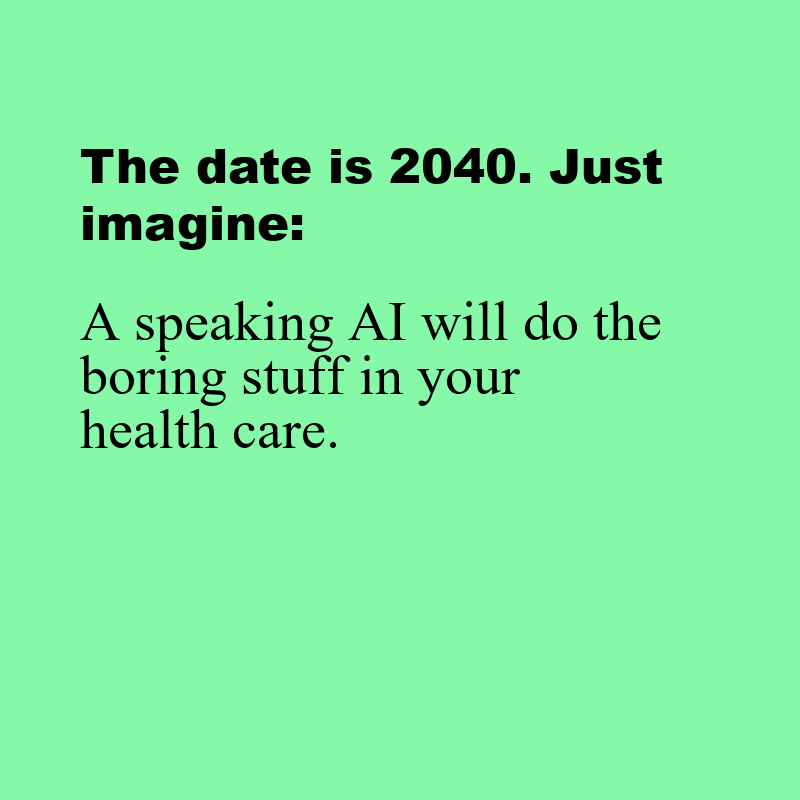 The date is 2040. Just
imagine:
A speaking AI will do the
boring stuff in your
health care.